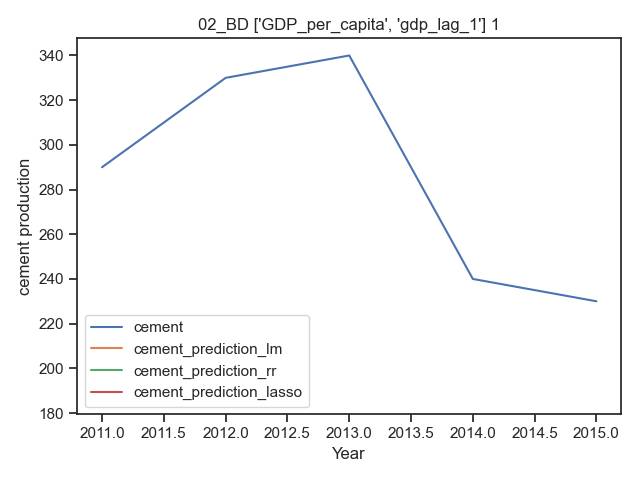 02_BD ['GDP_per_capita', 'gdp_lag_1'] 1
340
320
300
280
260
240
220
200
180
cement production
cement
cement_prediction_lm
cement_prediction_rr
cement_prediction_lasso
2011.0 2011.5 2012.0 2012.5 2013.0 2013.5 2014.0 2014.5 2015.0
Year